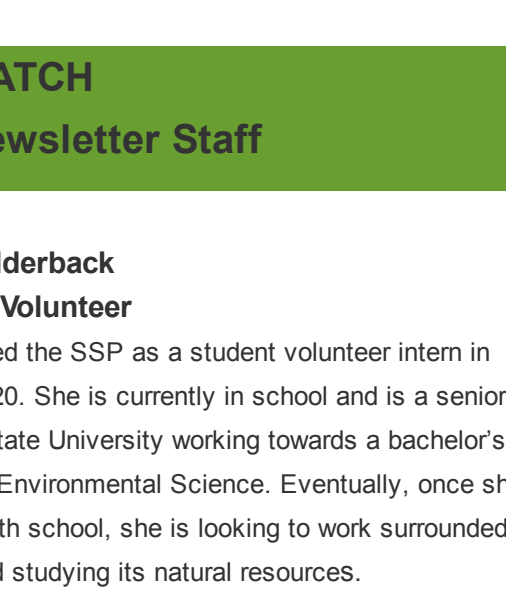 ATCH
ewsletter Staff
lderback
Volunteer
ed the SSP as a student volunteer intern in
20. She is currently in school and is a senior
tate University working towards a bachelor's
Environmental Science. Eventually, once sh
th school, she is looking to work surrounded
d studying its natural resources.